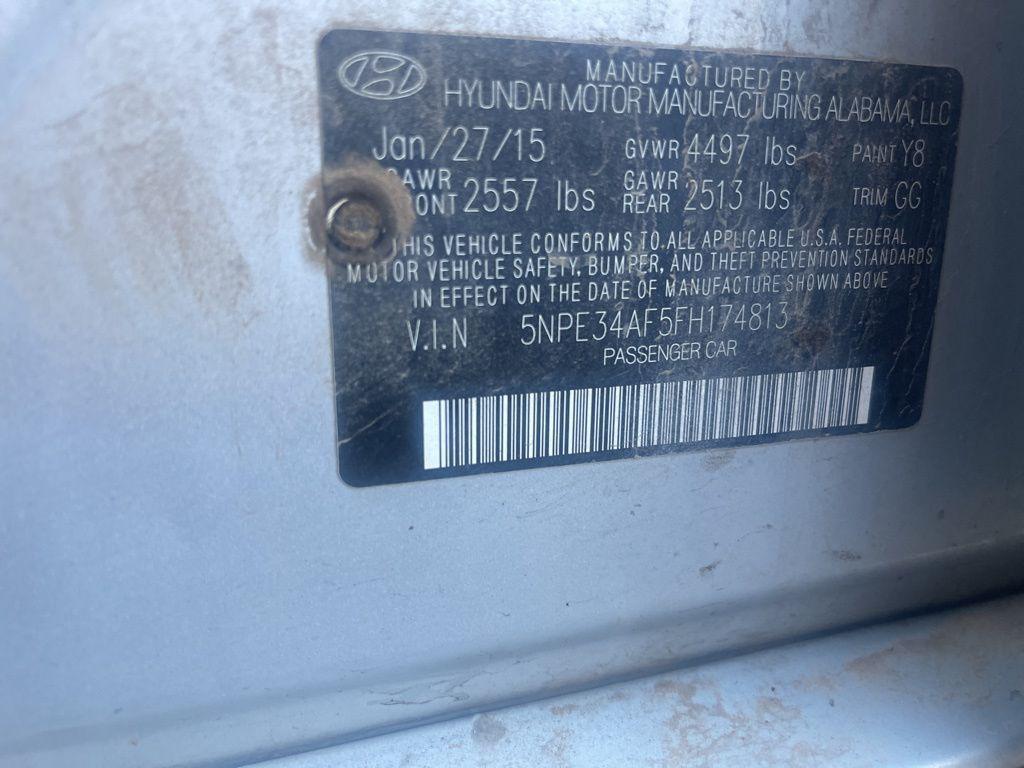 MANUFACTURED BY
HYUNDAI MOTOR MANUFACTURING ALABAMA, LLC
Jan/27/15 GVWR 4497 lbs PAINT Y8
GAWR FRONT 2557 lbs GAWR REAR 2513 lbs TRIM GG
THIS VEHICLE CONFORMS TO ALL APPLICABLE U.S.A. FEDERAL
MOTOR VEHICLE SAFETY, BUMPER, AND THEFT PREVENTION STANDARDS
IN EFFECT ON THE DATE OF MANUFACTURE SHOWN ABOVE
V.I.N 5NPE34AF5FH174813
PASSENGER CAR